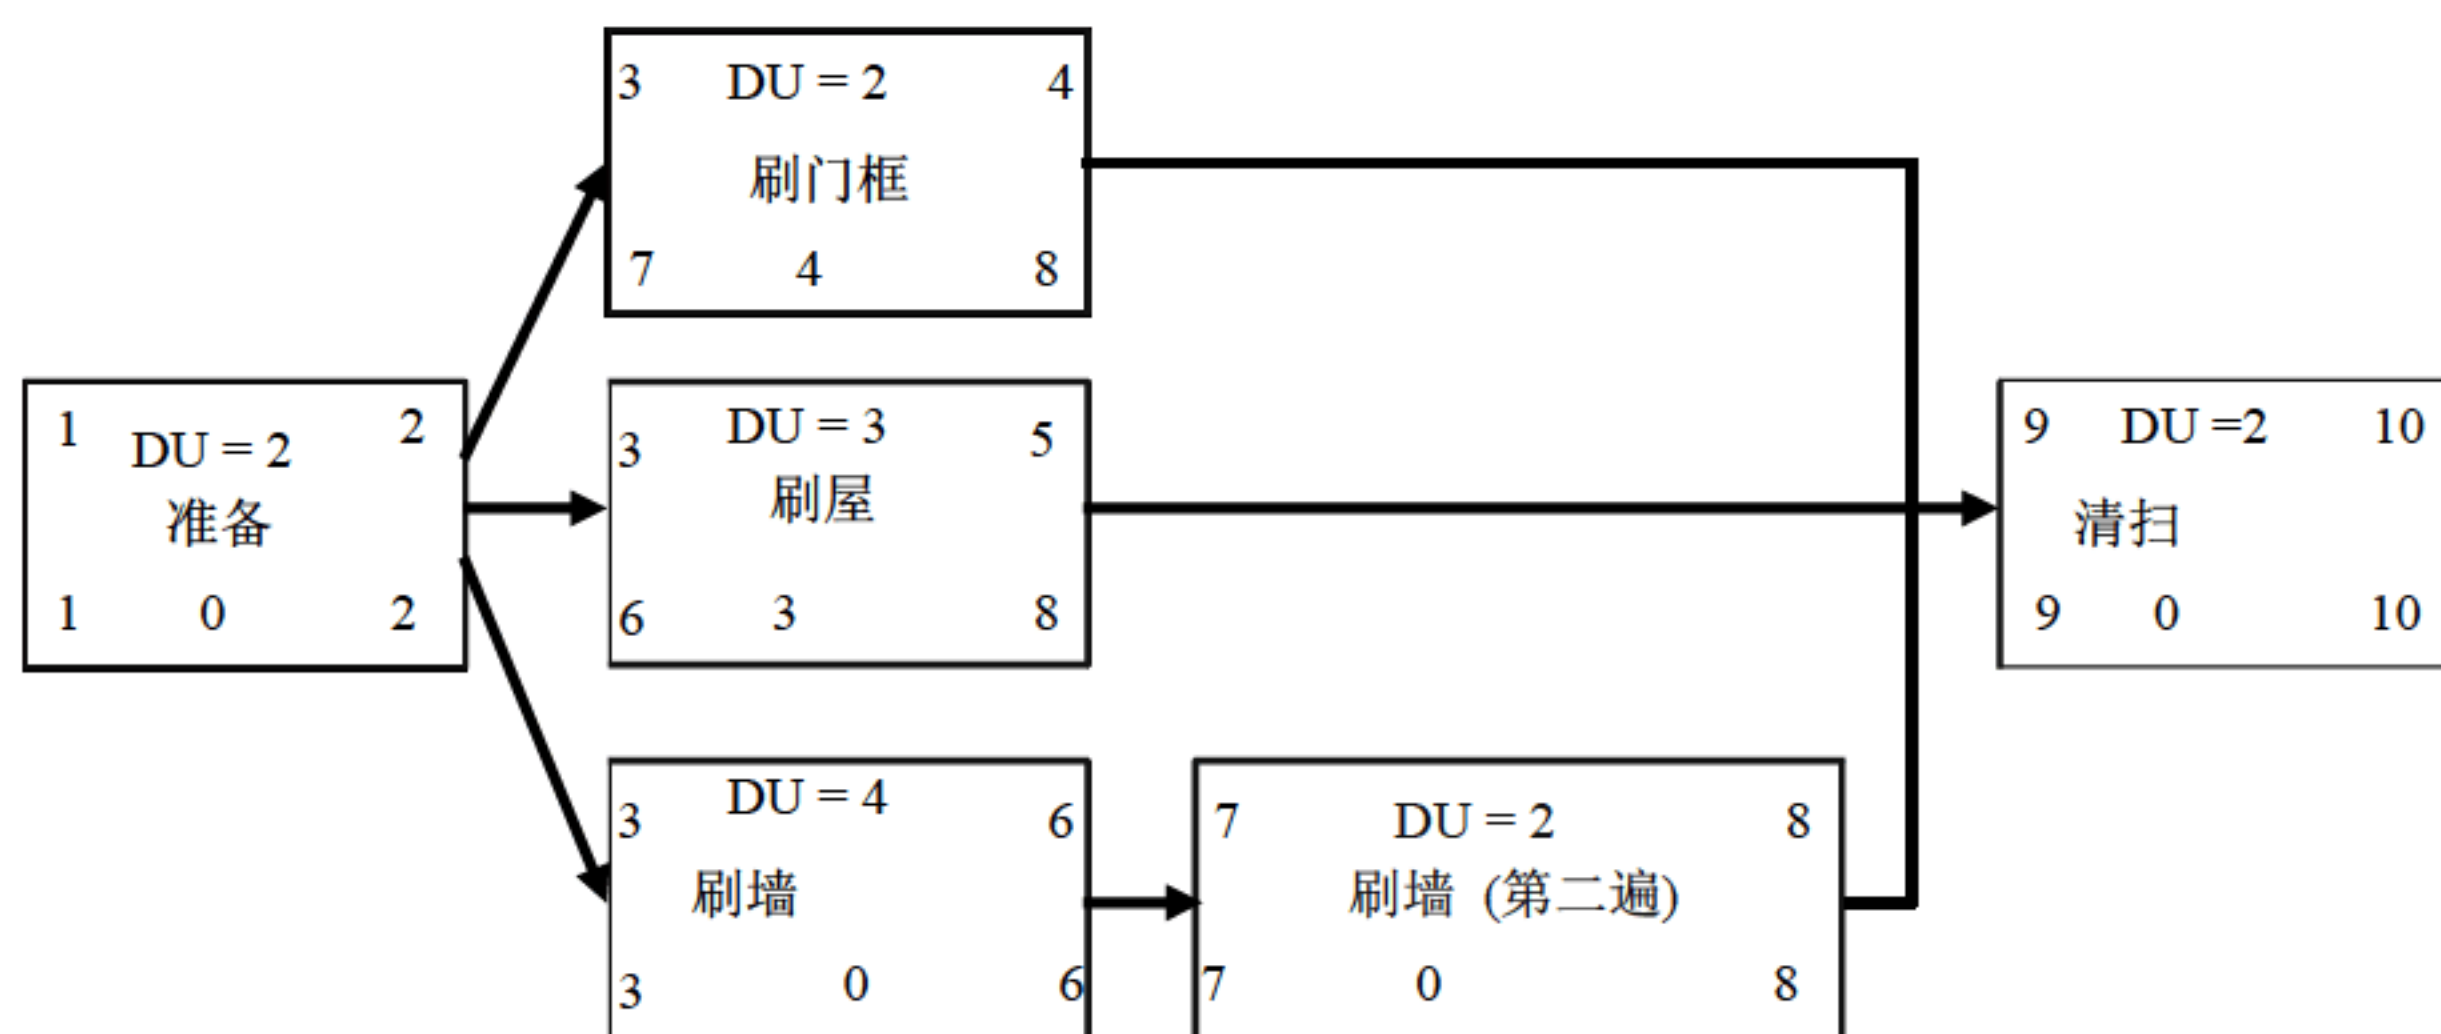 3 DU = 2 4
刷门框
7 4 8
1 DU = 2 2
准备
1 0 2
3 DU = 3 5
刷屋
6 3 8
9 DU =2 10
清扫
9 0 10
3 DU = 4 6
刷墙
3 0 6
7 DU = 2 8
刷墙 (第二遍)
7 0 8